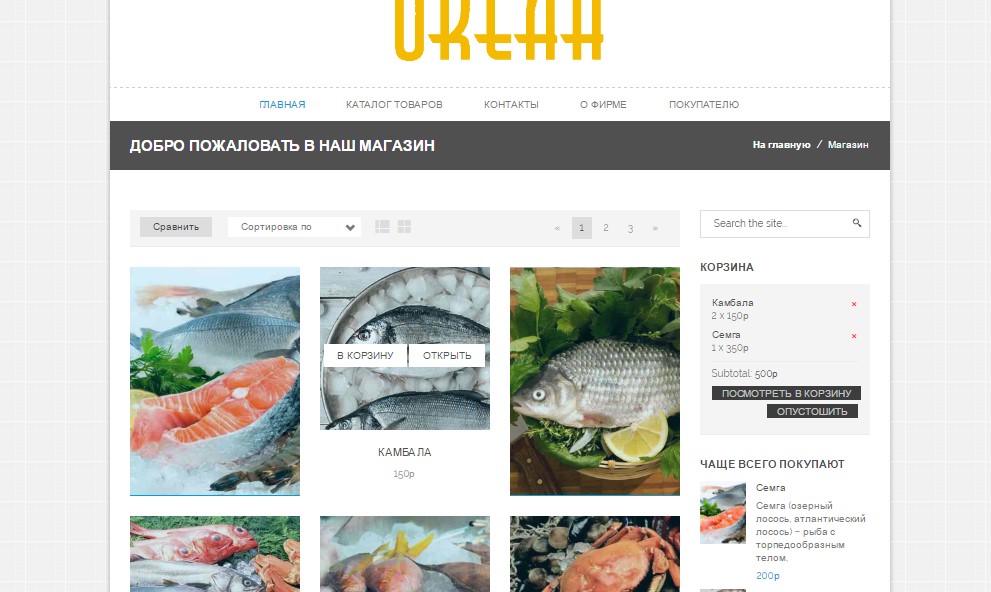 ОКЕАН
ГЛАВНАЯ КАТАЛОГ ТОВАРОВ КОНТАКТЫ О ФИРМЕ ПОКУПАТЕЛЮ
ДОБРО ПОЖАЛОВАТЬ В НАШ МАГАЗИН На главную / Магазин
Сравнить Сортировка по « 1 2 3 »
Search the site..
КОРЗИНА
Камбала ×
2 x 150р
Семга ×
1 x 350р
Subtotal: 500р
ПОСМОТРЕТЬ В КОРЗИНУ
ОПУСТОШИТЬ
В КОРЗИНУ ОТКРЫТЬ
КАМБАЛА
150р
ЧАЩЕ ВСЕГО ПОКУПАЮТ
Семга
Семга (озерный
лосось, атлантический
лосось) – рыба с
торпедообразным
телом.
200р